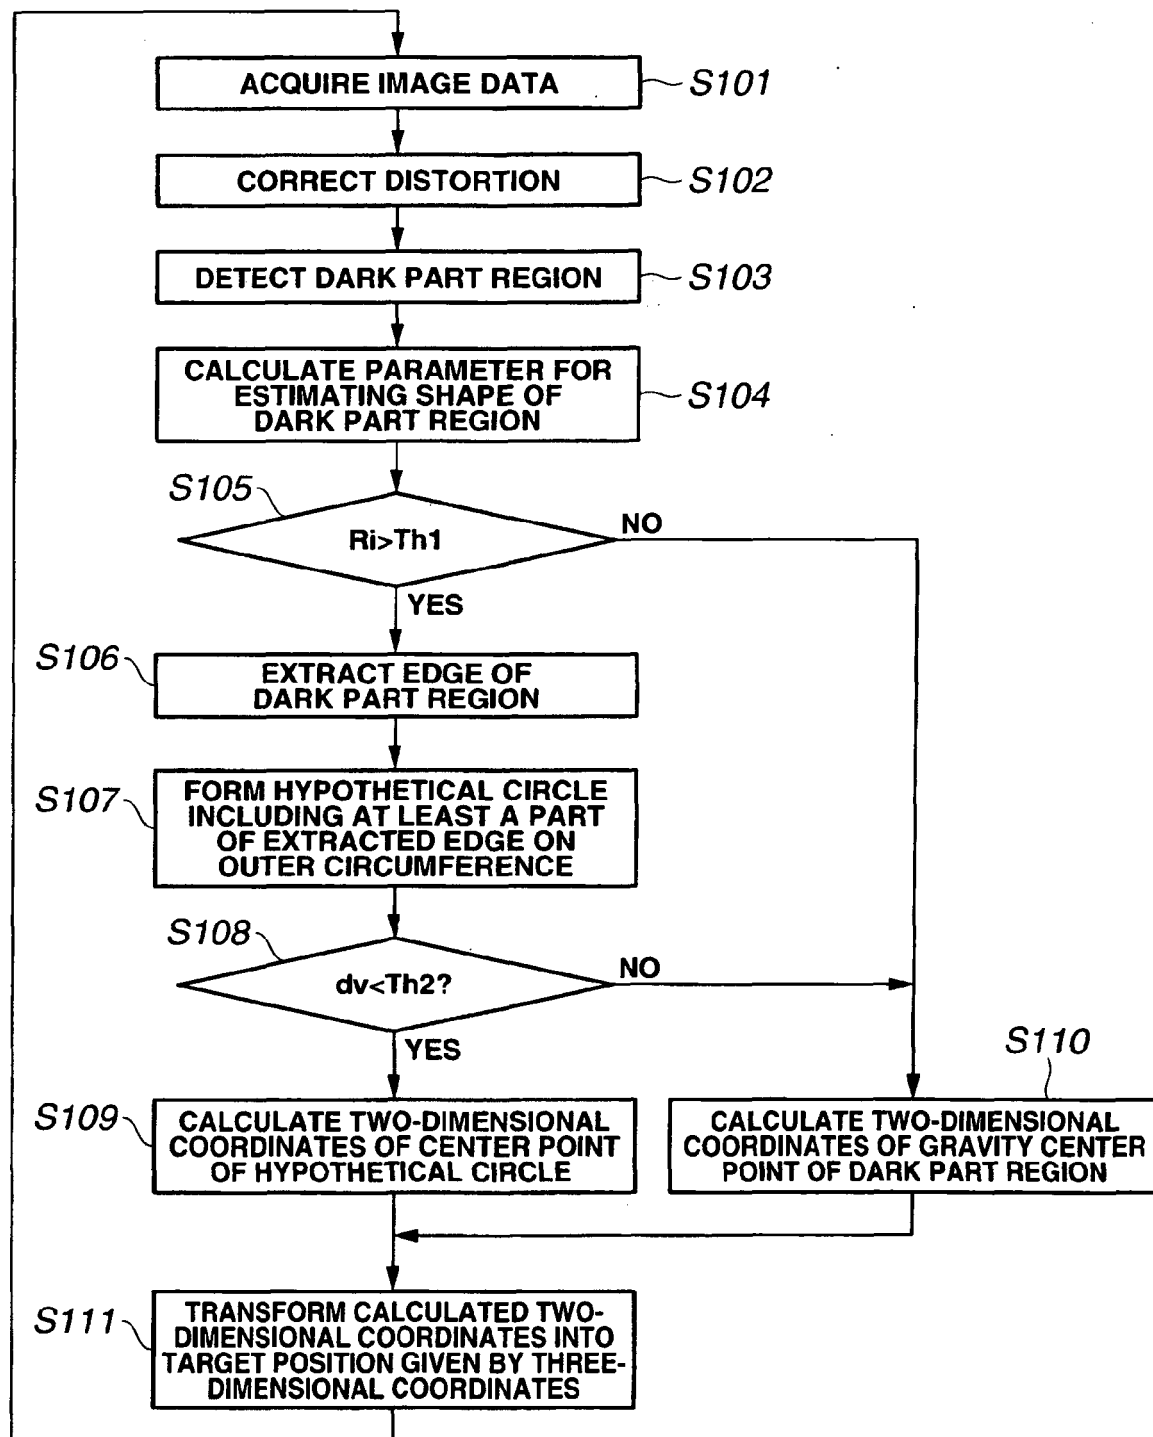 ACQUIRE IMAGE DATA
S101
CORRECT DISTORTION
S102
DETECT DARK PART REGION
S103
CALCULATE PARAMETER FOR
ESTIMATING SHAPE OF
DARK PART REGION
S104
S105
Ri>Th1
NO
YES
S106
EXTRACT EDGE OF
DARK PART REGION
S107
FORM HYPOTHETICAL CIRCLE
INCLUDING AT LEAST A PART
OF EXTRACTED EDGE ON
OUTER CIRCUMFERENCE
S108
dv<Th2?
NO
YES
S109
CALCULATE TWO-DIMENSIONAL
COORDINATES OF CENTER POINT
OF HYPOTHETICAL CIRCLE
S110
CALCULATE TWO-DIMENSIONAL
COORDINATES OF GRAVITY CENTER
POINT OF DARK PART REGION
S111
TRANSFORM CALCULATED TWO-
DIMENSIONAL COORDINATES INTO
TARGET POSITION GIVEN BY THREE-
DIMENSIONAL COORDINATES